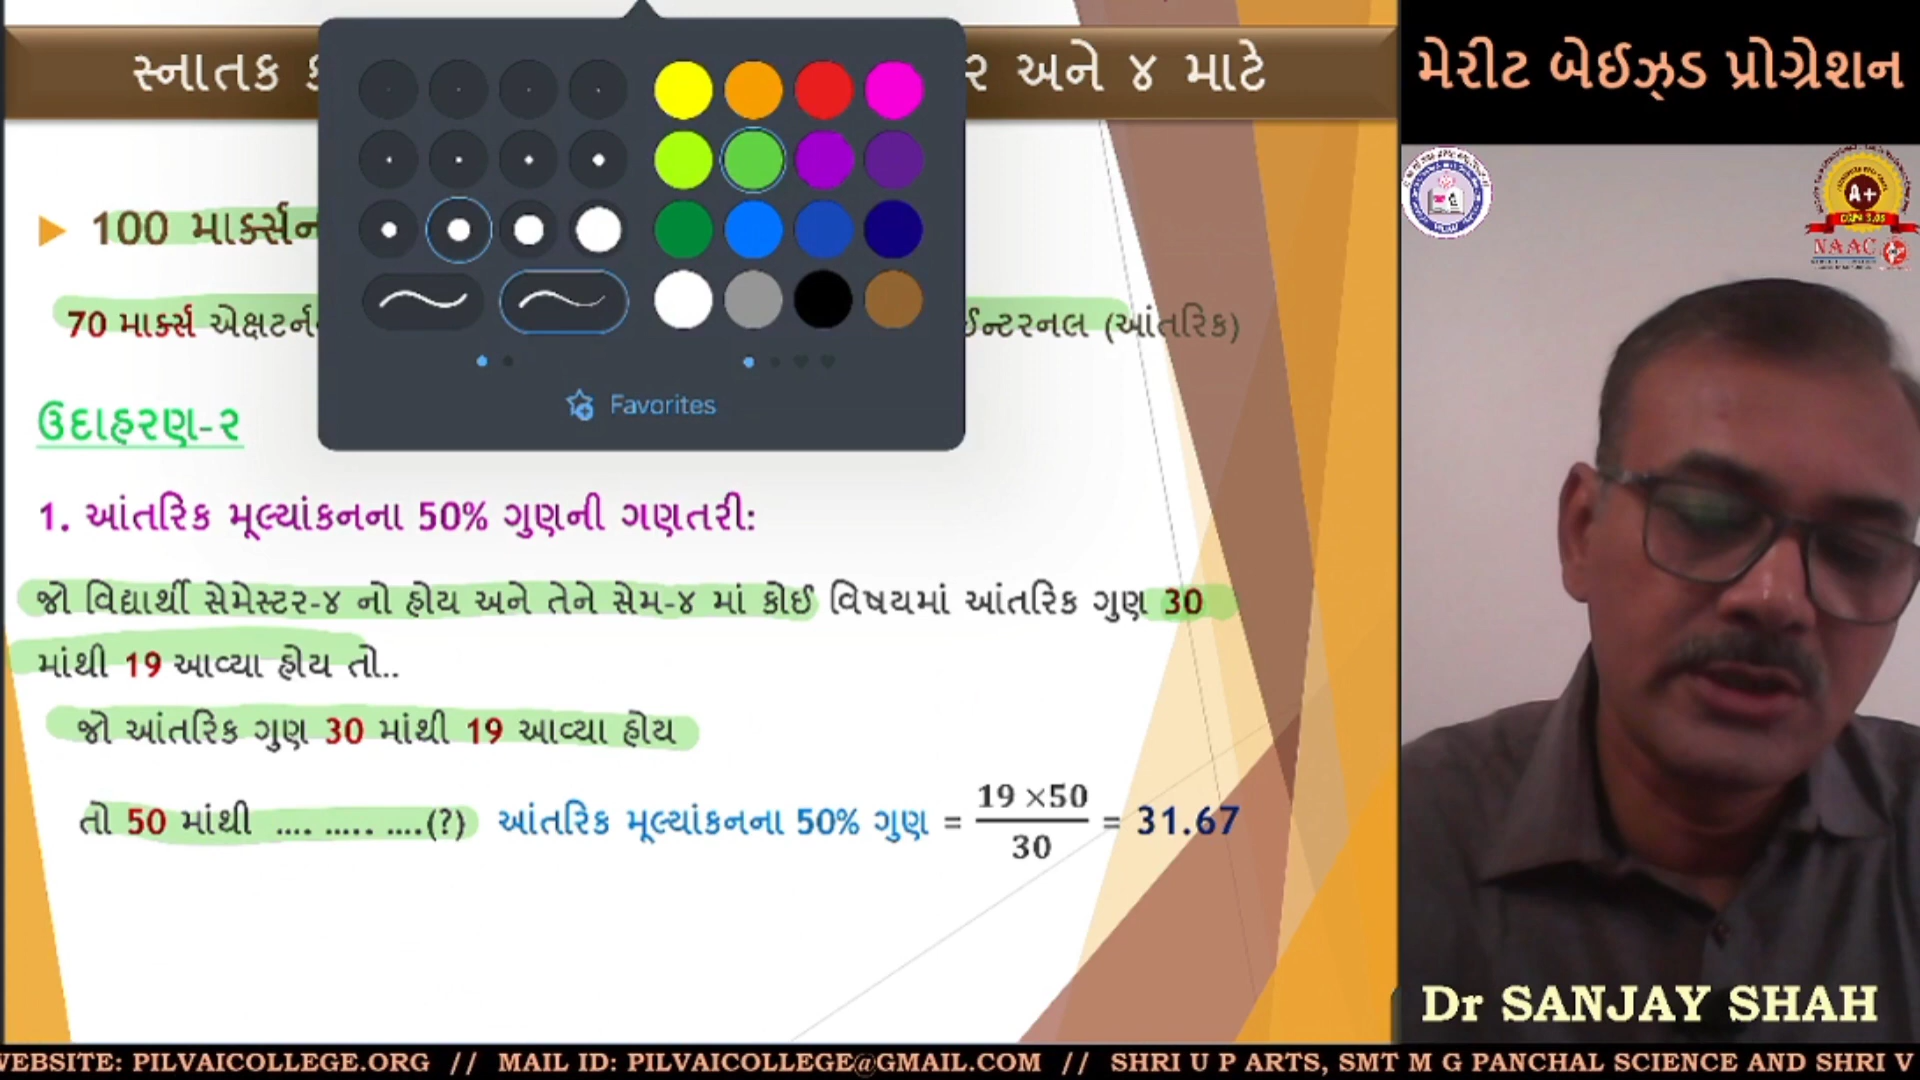 સ્નાતક
૨ અને ૪ માટે
મેરીટ બેઈઝ્ડ પ્રોગ્રેશન
100 માર્ક્સન
70 માર્ક્સ એક્ષટર્ન
ઈન્ટરનલ (આંતરિક)
Favorites
ઉદાહરણ-૨
1. આંતરિક મૂલ્યાંકનના 50% ગુણની ગણતરી:
જો વિદ્યાર્થી સેમેસ્ટર-૪ નો હોય અને તેને સેમ-૪ માં કોઈ વિષયમાં આંતરિક ગુણ 30
માંથી 19 આવ્યા હોય તો..
જો આંતરિક ગુણ 30 માંથી 19 આવ્યા હોય
તો 50 માંથી .... ..... ....(?) આંતરિક મૂલ્યાંકનના 50% ગુણ = 19 ×50 / 30 = 31.67
A+
NAAC
Dr SANJAY SHAH
WEBSITE: PILVAICOLLEGE.ORG // MAIL ID: PILVAICOLLEGE@GMAIL.COM // SHRI U P ARTS, SMT M G PANCHAL SCIENCE AND SHRI V